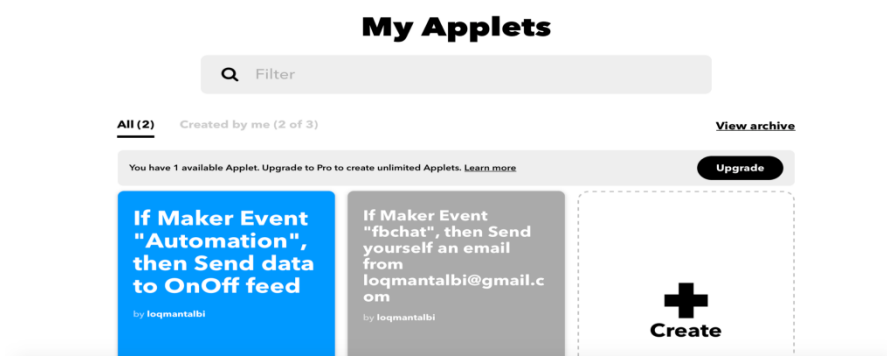 My Applets
Filter
All (2)
Created by me (2 of 3)
View archive
You have 1 available Applet. Upgrade to Pro to create unlimited Applets. Learn more
Upgrade
If Maker Event
"Automation",
then Send data
to OnOff feed
by loqmantalbi
If Maker Event
"fbchat", then Send
yourself an email
from
loqmantalbi@gmail.c
om
by loqmantalbi
Create